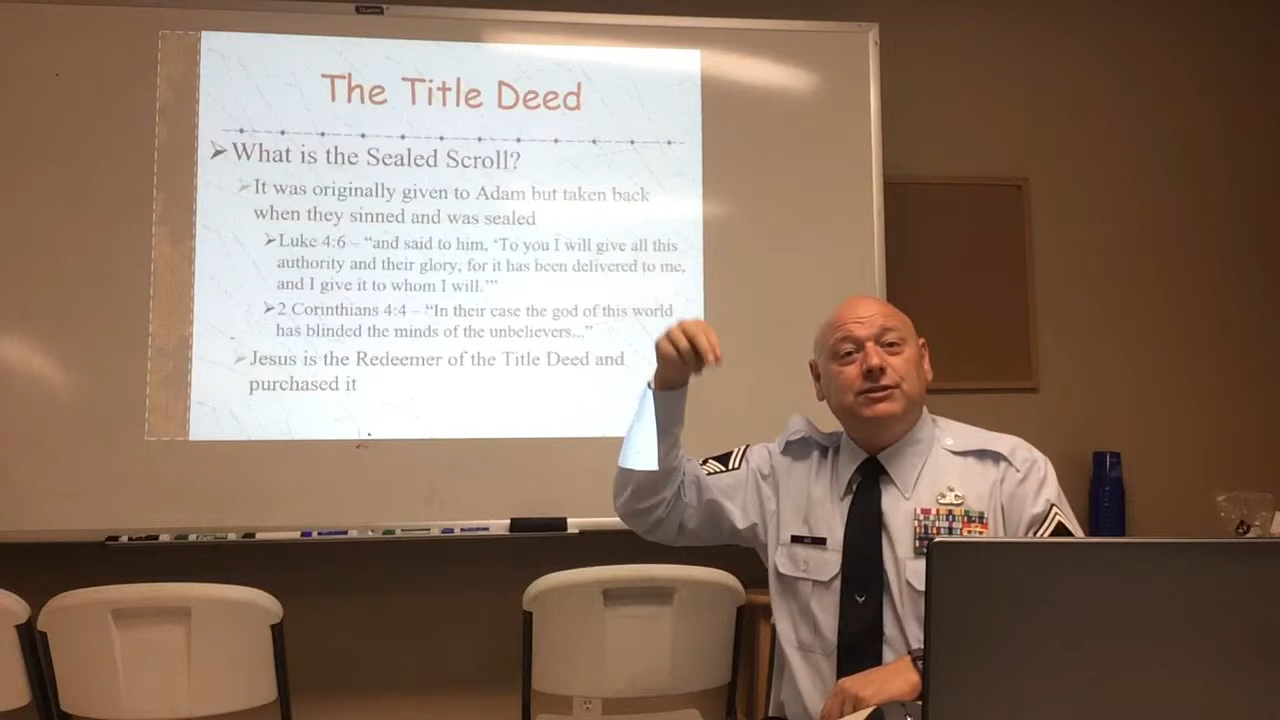 The Title Deed
What is the Sealed Scroll?
It was originally given to Adam but taken back
when they sinned and was sealed
Luke 4:6 – “and said to him, ‘To you I will give all this
authority and their glory, for it has been delivered to me,
and I give it to whom I will.’”
2 Corinthians 4:4 – “In their case the god of this world
has blinded the minds of the unbelievers...”
Jesus is the Redeemer of the Title Deed and
purchased it